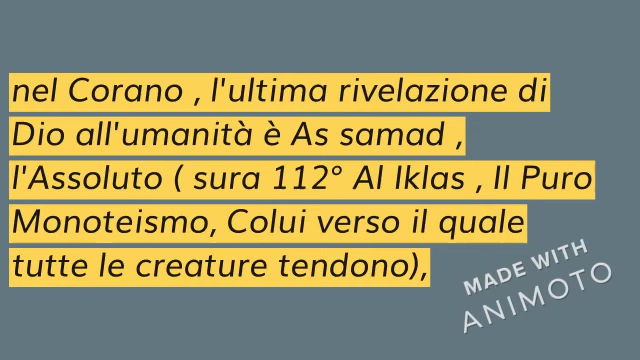 nel Corano , l'ultima rivelazione di
Dio all'umanità è As samad ,
l'Assoluto ( sura 112° Al Iklas , Il Puro
Monoteismo, Colui verso il quale
tutte le creature tendono),
MADE WITH
ANIMOTO